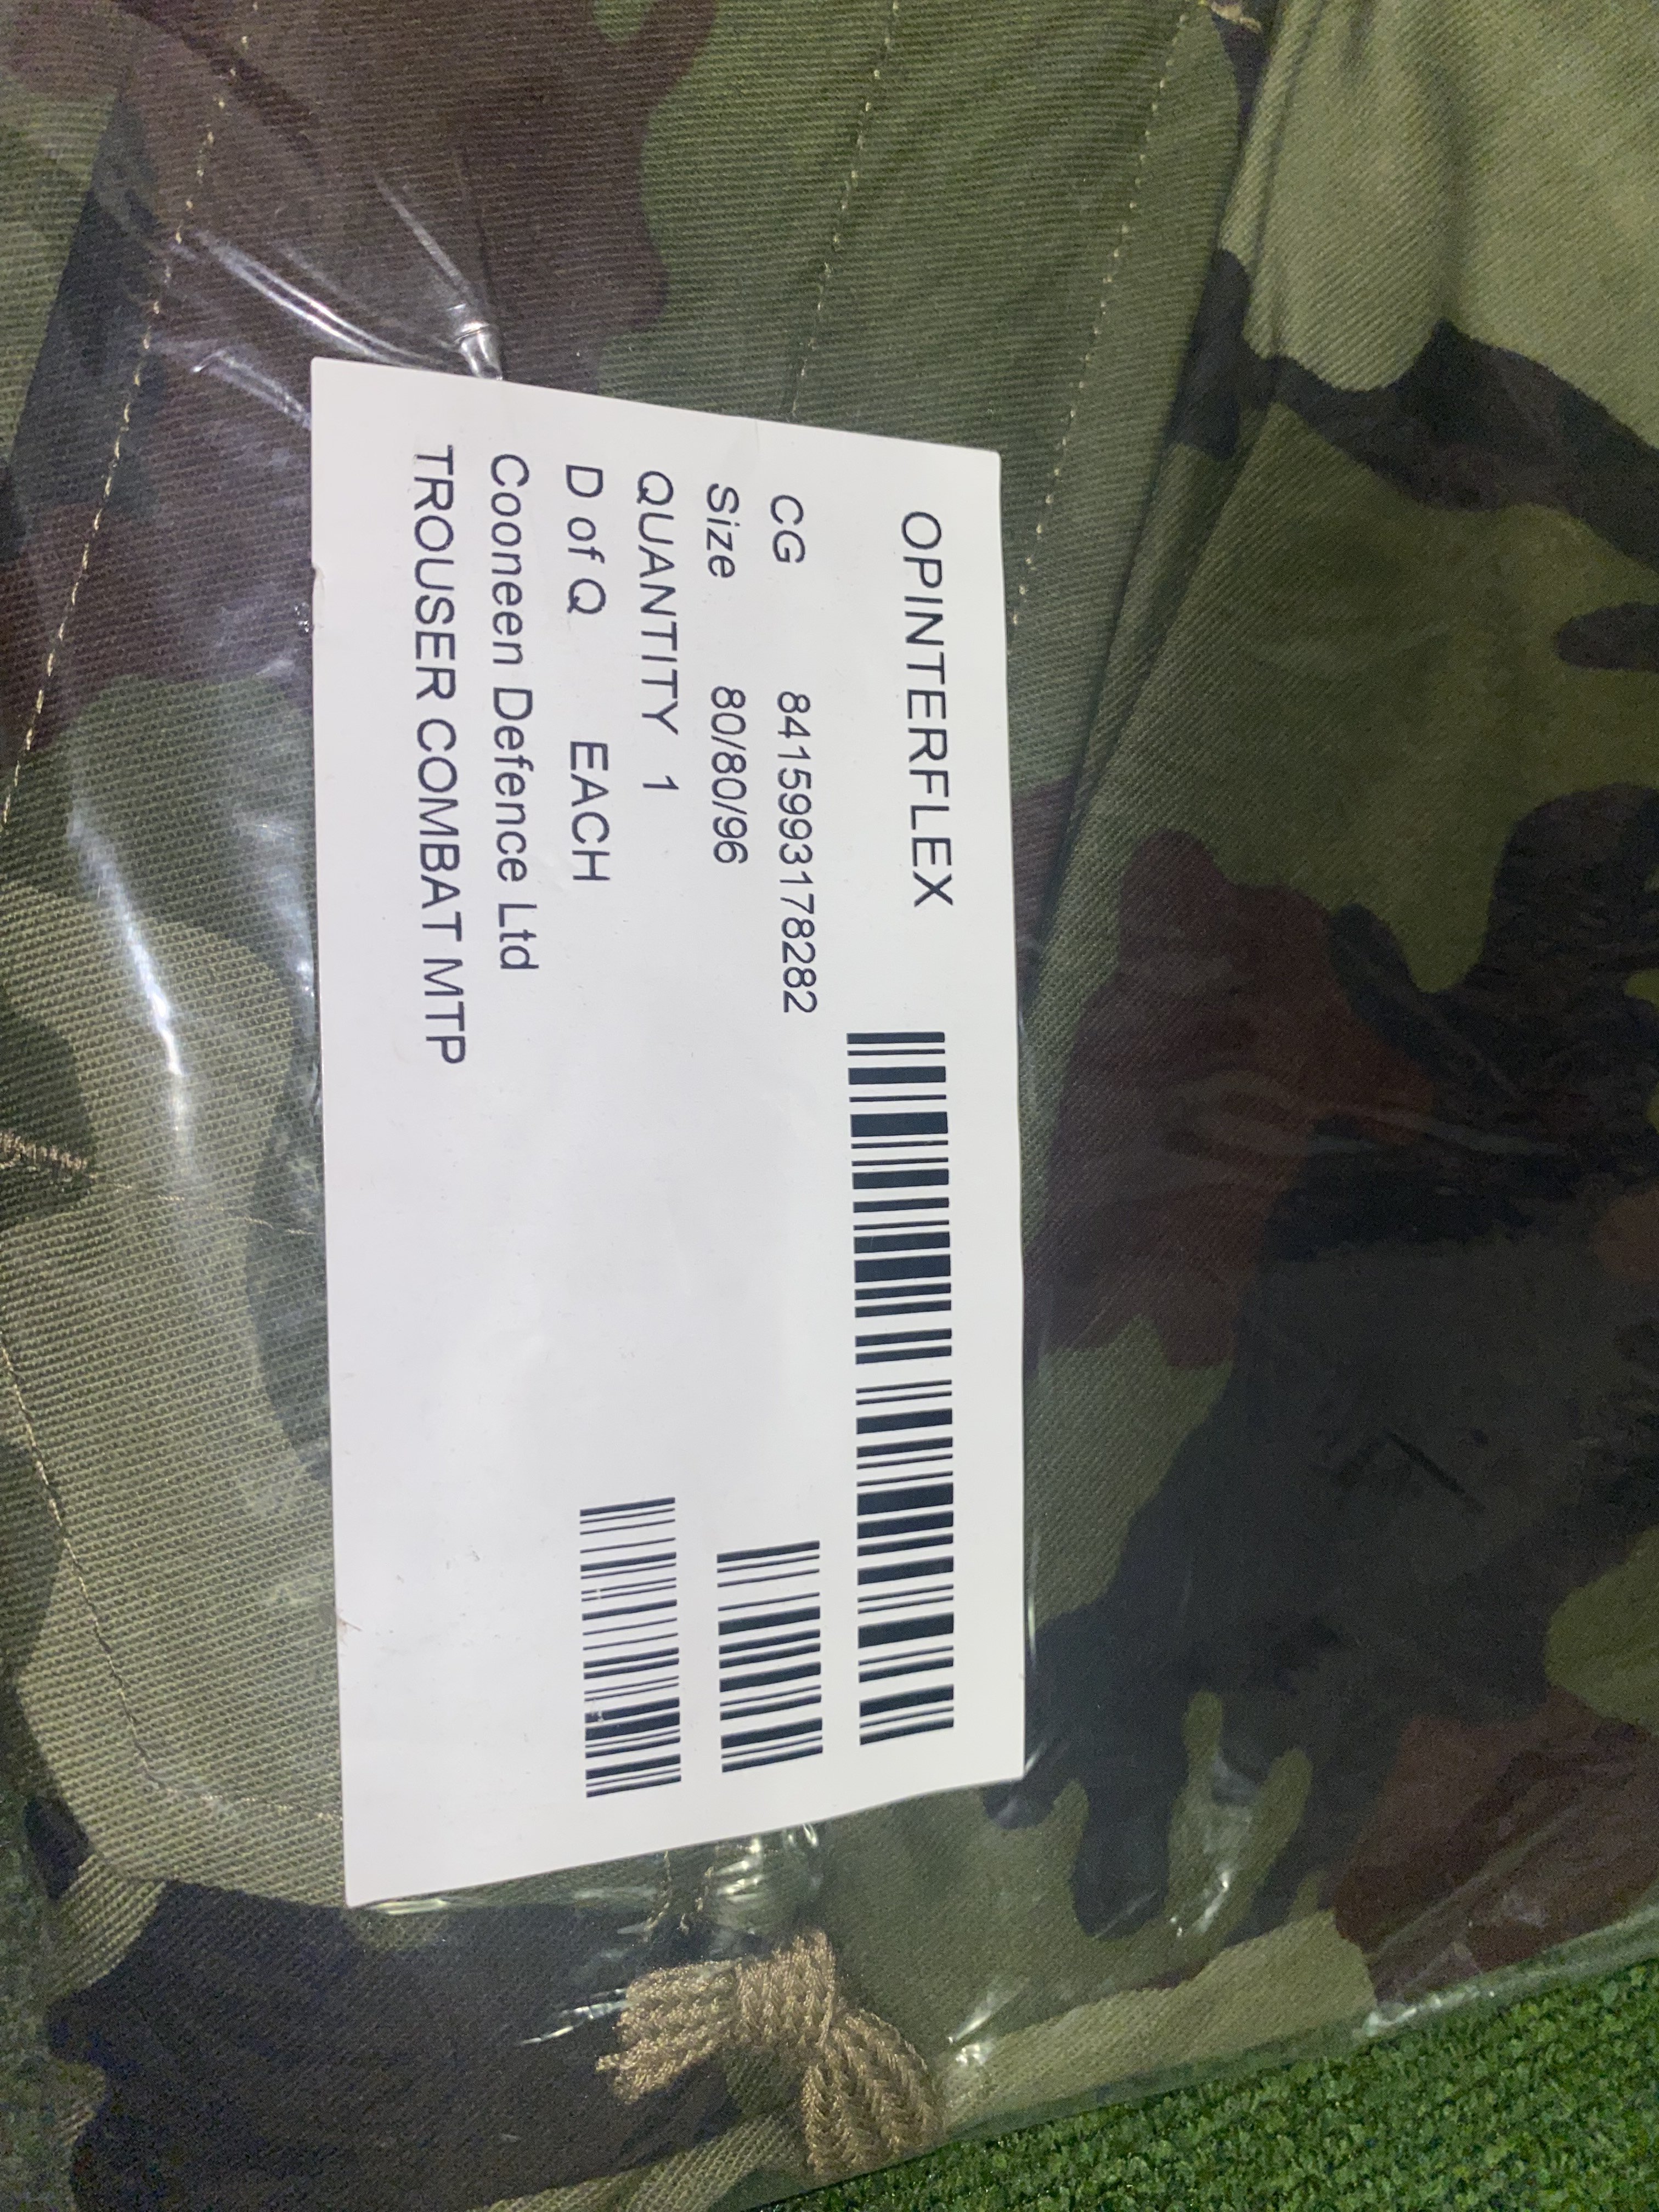 OPINTERFLEX
CG 8415993178282
Size 80/80/96
QUANTITY 1
D of Q EACH
Cooneen Defence Ltd
TROUSER COMBAT MTP